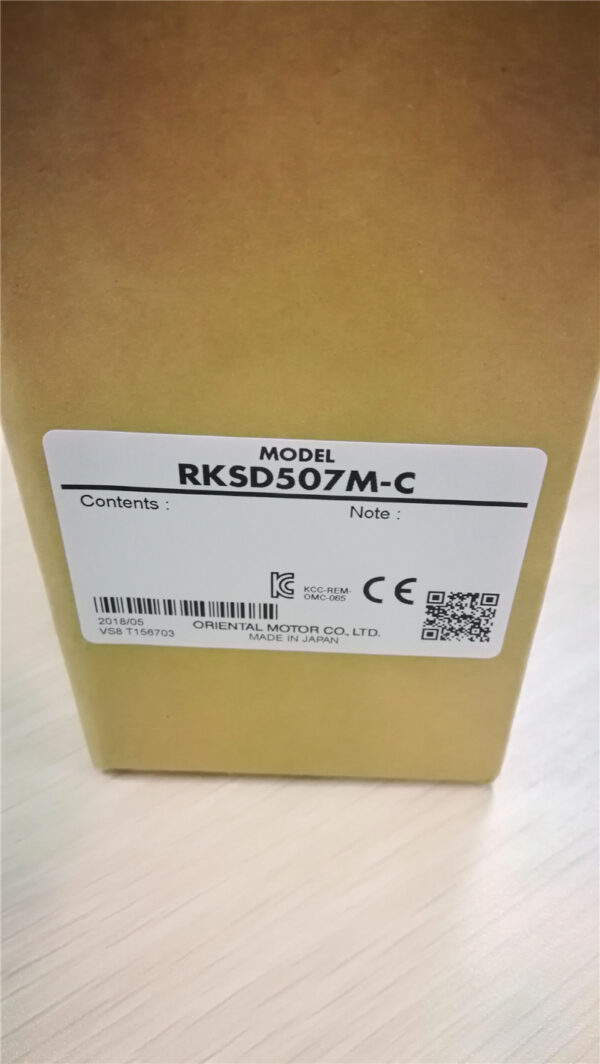 MODEL
RKSD507M-C
Contents :
Note :
KCC-REM-
OMC-065
CE
2018/05
VS8 T156703
ORIENTAL MOTOR CO., LTD.
MADE IN JAPAN